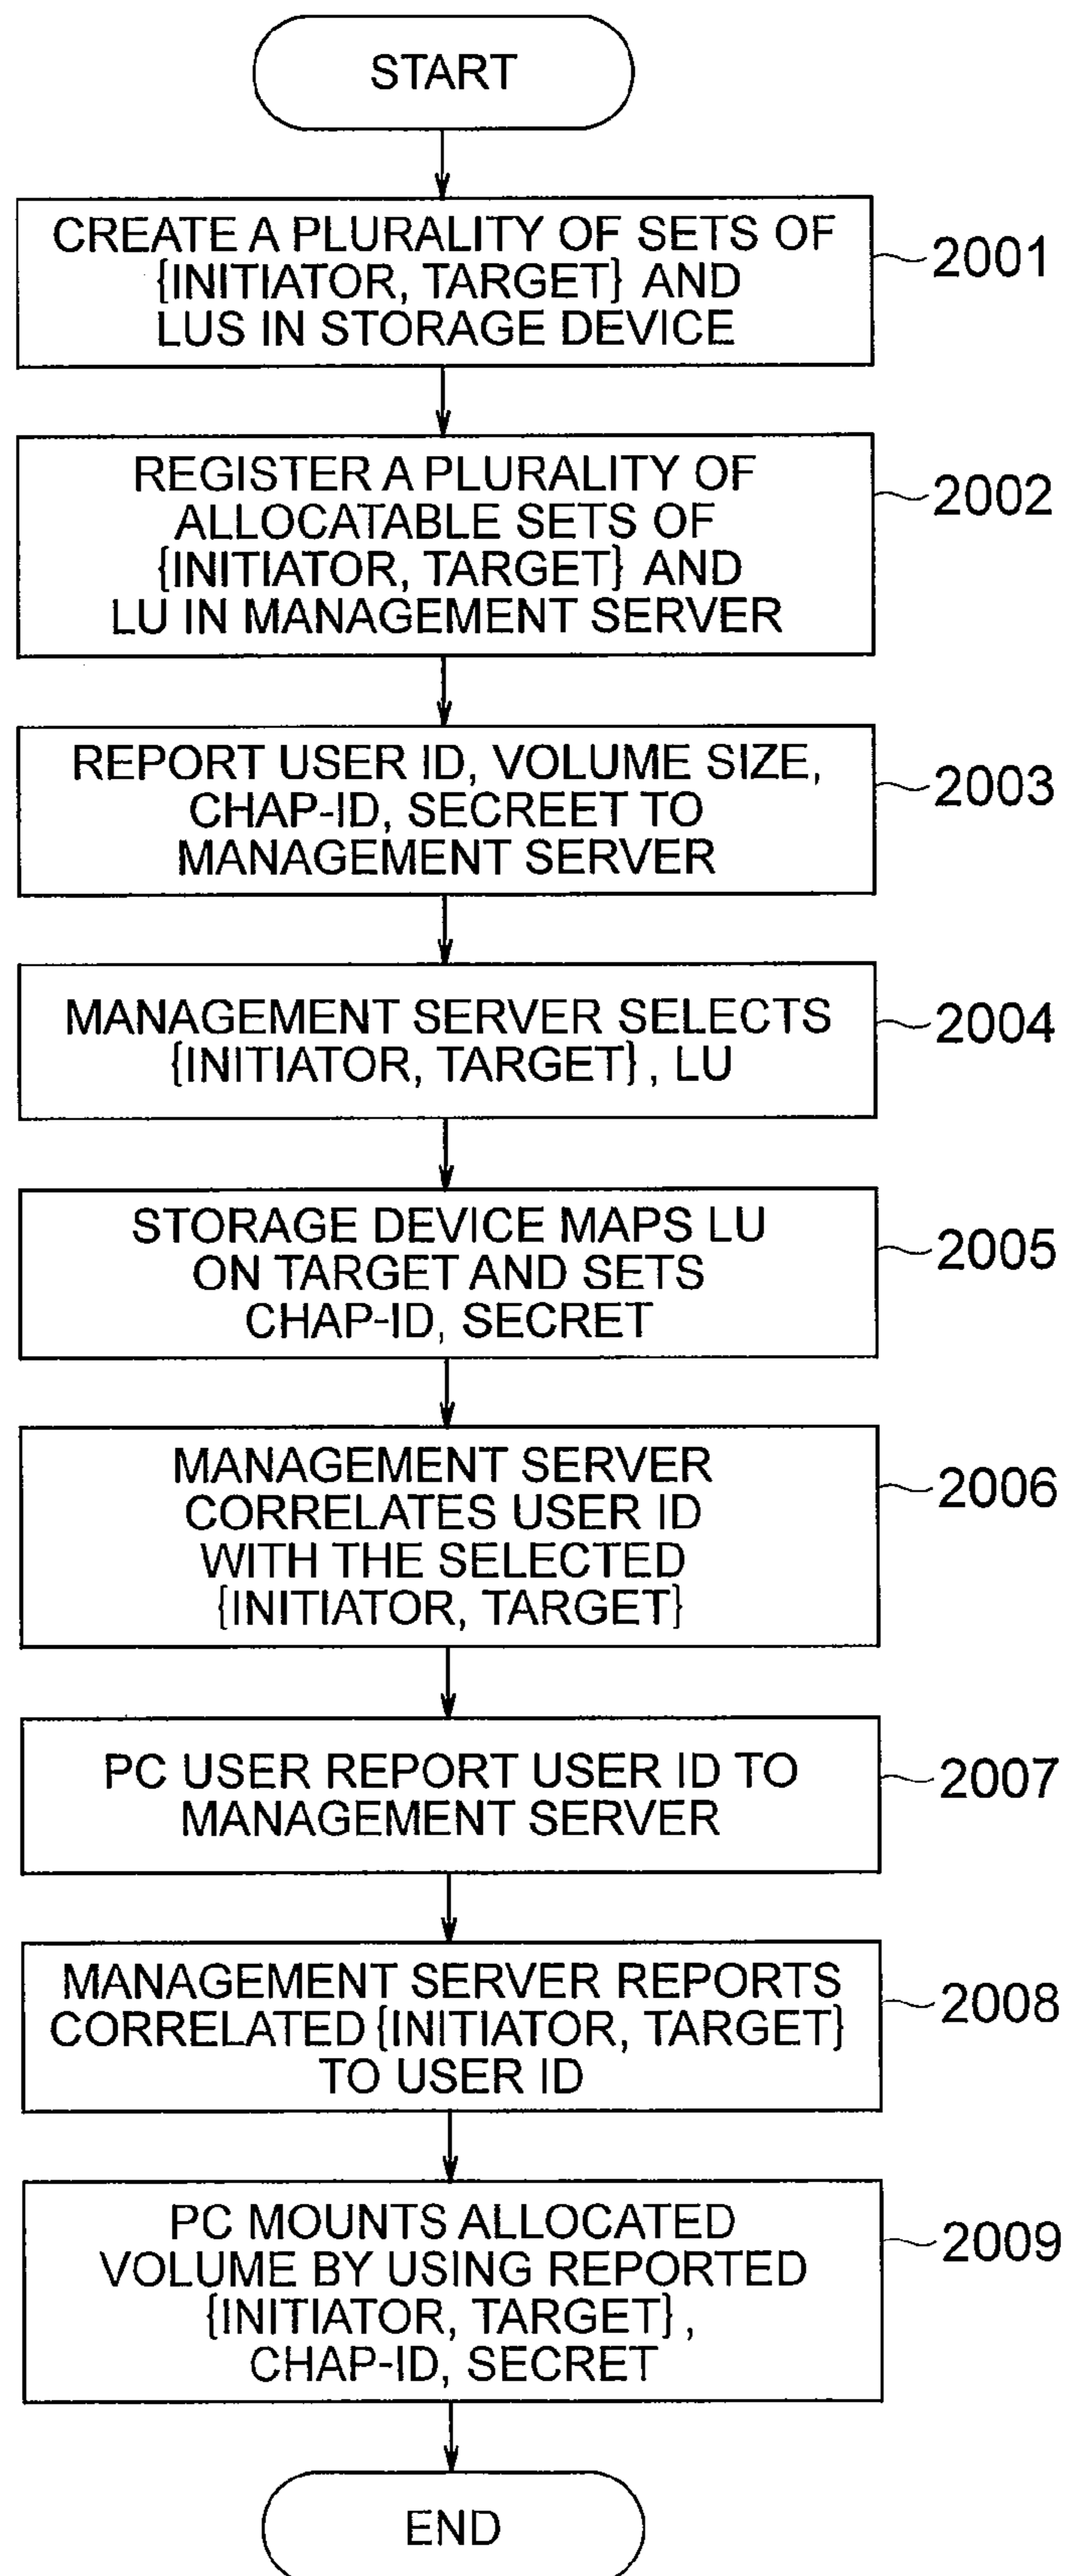 START
CREATE A PLURALITY OF SETS OF
{INITIATOR, TARGET} AND
LUS IN STORAGE DEVICE
2001
REGISTER A PLURALITY OF
ALLOCATABLE SETS OF
{INITIATOR, TARGET} AND
LU IN MANAGEMENT SERVER
2002
REPORT USER ID, VOLUME SIZE,
CHAP-ID, SECREET TO
MANAGEMENT SERVER
2003
MANAGEMENT SERVER SELECTS
{INITIATOR, TARGET}, LU
2004
STORAGE DEVICE MAPS LU
ON TARGET AND SETS
CHAP-ID, SECRET
2005
MANAGEMENT SERVER
CORRELATES USER ID
WITH THE SELECTED
{INITIATOR, TARGET}
2006
PC USER REPORT USER ID TO
MANAGEMENT SERVER
2007
MANAGEMENT SERVER REPORTS
CORRELATED {INITIATOR, TARGET}
TO USER ID
2008
PC MOUNTS ALLOCATED
VOLUME BY USING REPORTED
{INITIATOR, TARGET},
CHAP-ID, SECRET
2009
END